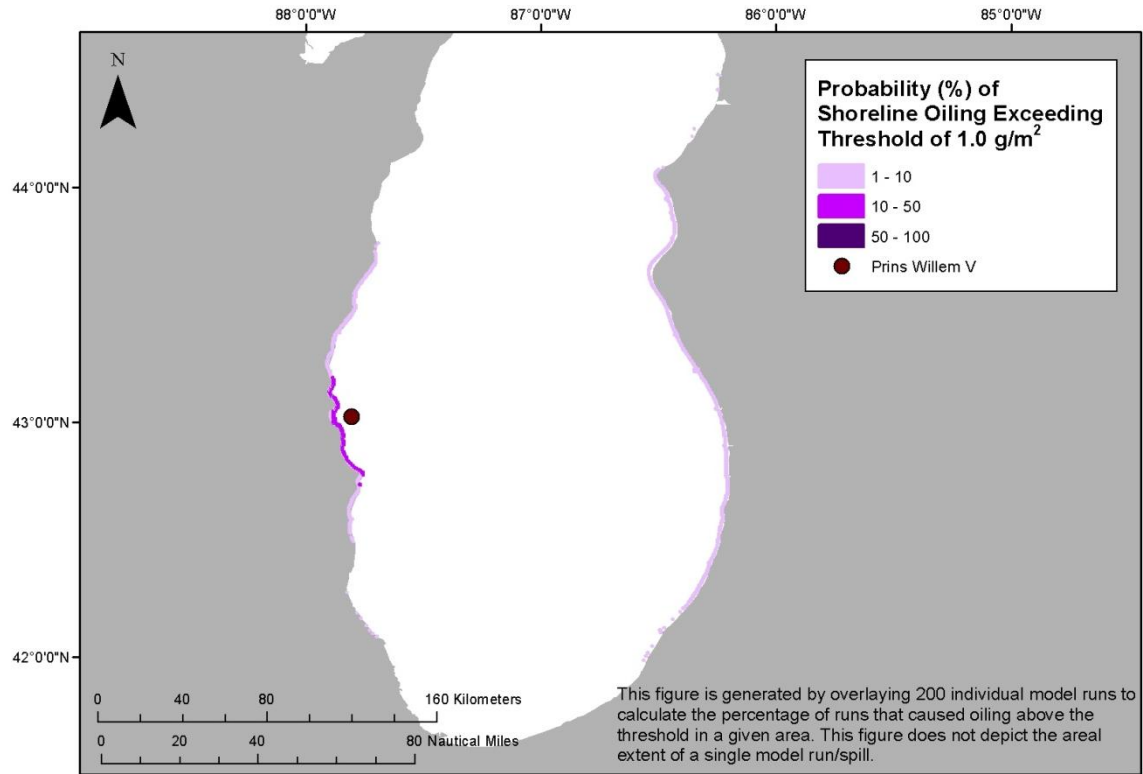 88°0'0"W 87°0'0"W 86°0'0"W 85°0'0"W
N
Probability (%) of
Shoreline Oiling Exceeding
Threshold of 1.0 g/m²
1 - 10
10 - 50
50 - 100
Prins Willem V
44°0'0"N
43°0'0"N
42°0'0"N
0 40 80 160 Kilometers
0 20 40 80 Nautical Miles
This figure is generated by overlaying 200 individual model runs to
calculate the percentage of runs that caused oiling above the
threshold in a given area. This figure does not depict the areal
extent of a single model run/spill.